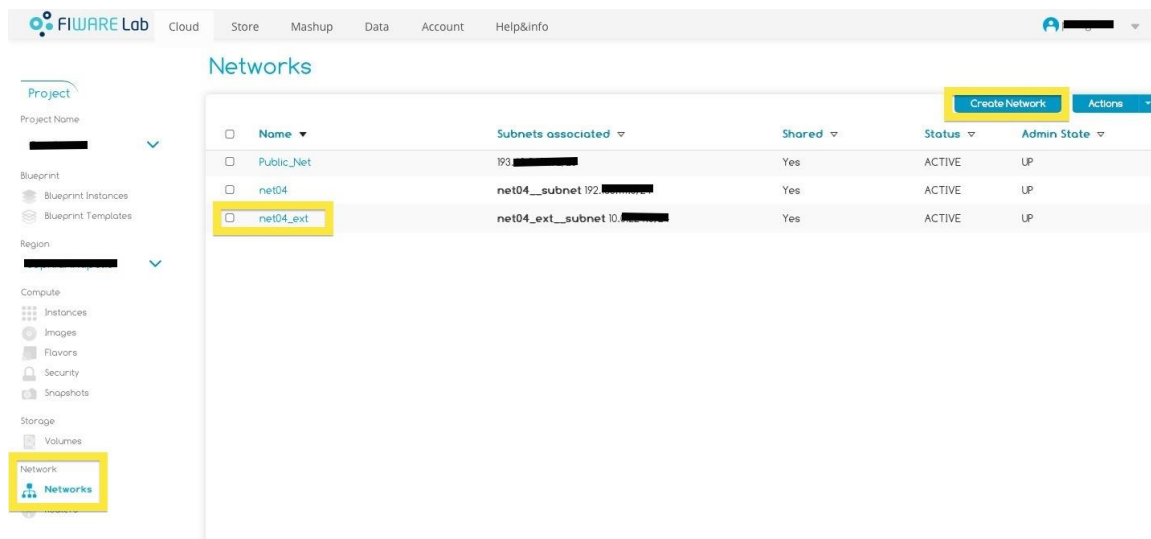 FIWARE Lab Cloud Store Mashup Data Account Help&info
Networks
Project
Create Network Actions
Project Name
Name Subnets associated Shared Status Admin State
Public_Net 193. Yes ACTIVE UP
Blueprint
net04 net04__subnet 192. Yes ACTIVE UP
Blueprint Instances
Blueprint Templates
net04_ext net04_ext__subnet 10. Yes ACTIVE UP
Region
Compute
Instances
Images
Flavors
Security
Snapshots
Storage
Volumes
Network
Networks